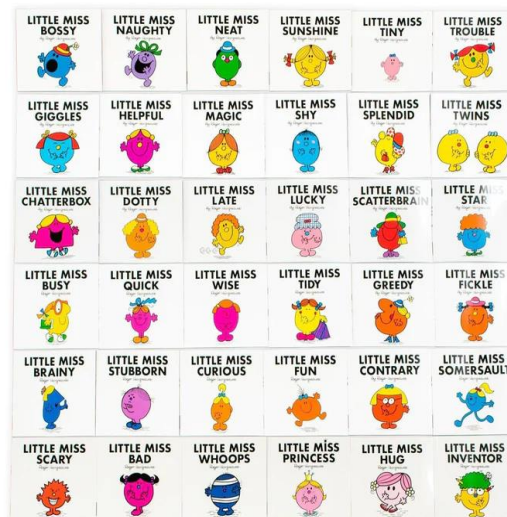 LITTLE MISS BOSSY
LITTLE MISS NAUGHTY
LITTLE MISS NEAT
LITTLE MISS SUNSHINE
LITTLE MISS TINY
LITTLE MISS TROUBLE
LITTLE MISS GIGGLES
LITTLE MISS HELPFUL
LITTLE MISS MAGIC
LITTLE MISS SHY
LITTLE MISS SPLENDID
LITTLE MISS TWINS
LITTLE MISS CHATTERBOX
LITTLE MISS DOTTY
LITTLE MISS LATE
LITTLE MISS LUCKY
LITTLE MISS SCATTERBRAIN
LITTLE MISS STAR
LITTLE MISS BUSY
LITTLE MISS QUICK
LITTLE MISS WISE
LITTLE MISS TIDY
LITTLE MISS GREEDY
LITTLE MISS FICKLE
LITTLE MISS BRAINY
LITTLE MISS STUBBORN
LITTLE MISS CURIOUS
LITTLE MISS FUN
LITTLE MISS CONTRARY
LITTLE MISS SOMERSAULT
LITTLE MISS SCARY
LITTLE MISS BAD
LITTLE MISS WHOOPS
LITTLE MISS PRINCESS
LITTLE MISS HUG
LITTLE MISS INVENTOR